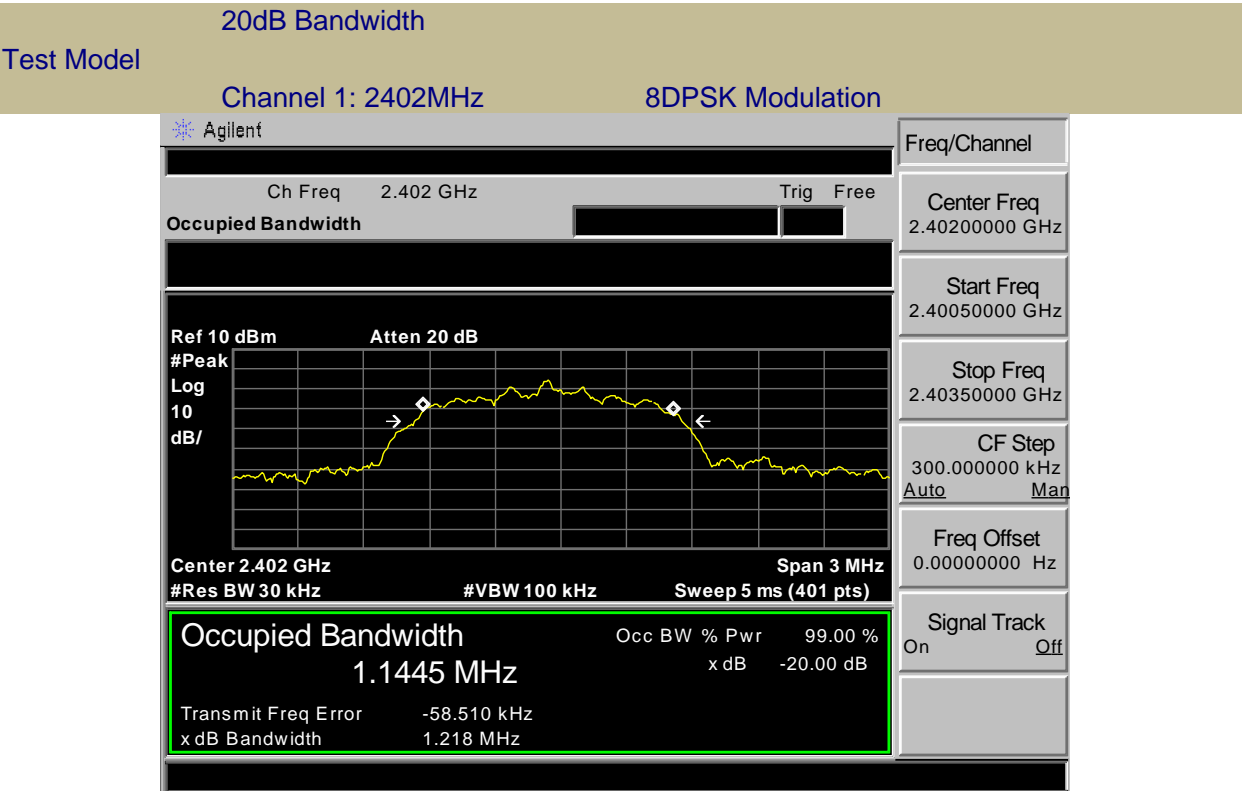 20dB Bandwidth
Test Model
Channel 1: 2402MHz 8DPSK Modulation
Agilent
Freq/Channel
Ch Freq 2.402 GHz Trig Free
Occupied Bandwidth
Center Freq
2.40200000 GHz
Start Freq
2.40050000 GHz
Ref 10 dBm Atten 20 dB
#Peak
Log
10
dB/
Stop Freq
2.40350000 GHz
CF Step
300.000000 kHz
Auto Man
Freq Offset
0.00000000 Hz
Center 2.402 GHz Span 3 MHz
#Res BW 30 kHz #VBW 100 kHz Sweep 5 ms (401 pts)
Signal Track
On Off
Occupied Bandwidth Occ BW % Pwr 99.00 %
1.1445 MHz x dB -20.00 dB
Transmit Freq Error -58.510 kHz
x dB Bandwidth 1.218 MHz